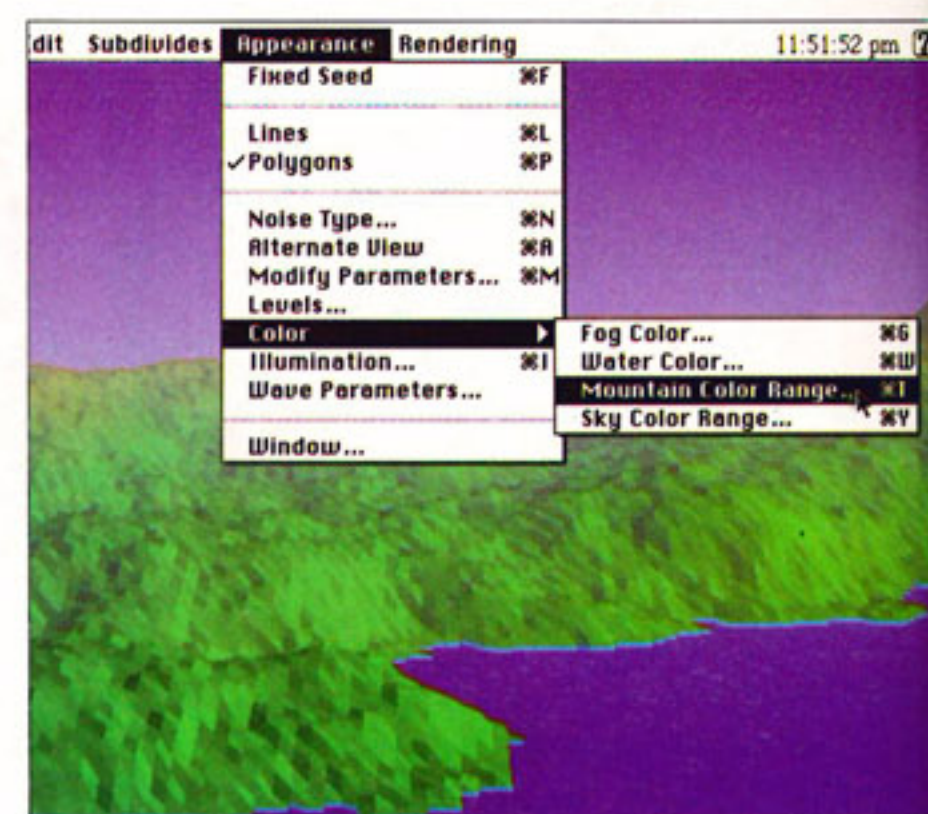 dit Subdivides Appearance Rendering 11:51:52 pm
Fixed Seed ⌘F
Lines ⌘L
✓Polygons ⌘P
Noise Type... ⌘N
Alternate View ⌘A
Modify Parameters... ⌘M
Levels...
Color
Illumination... ⌘I
Wave Parameters...
Window...
Fog Color... ⌘G
Water Color... ⌘W
Mountain Color Range... ⌘T
Sky Color Range... ⌘Y